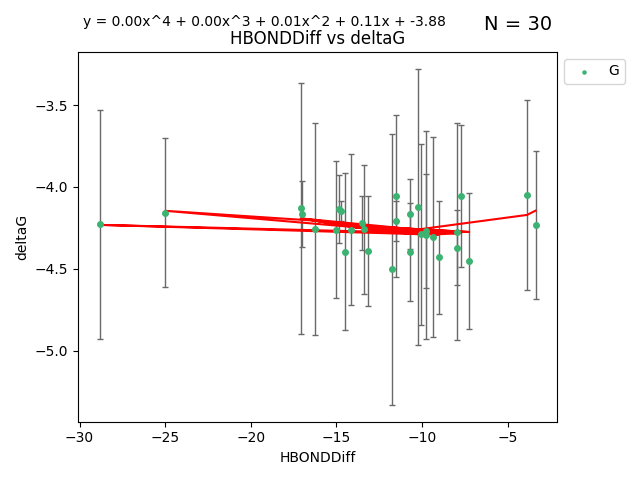 y = 0.00x^4 + 0.00x^3 + 0.01x^2 + 0.11x + -3.88
N = 30
HBONDDiff vs deltaG
G
−3.5
−4.0
−4.5
−5.0
deltaG
−30
−25
−20
−15
−10
−5
HBONDDiff